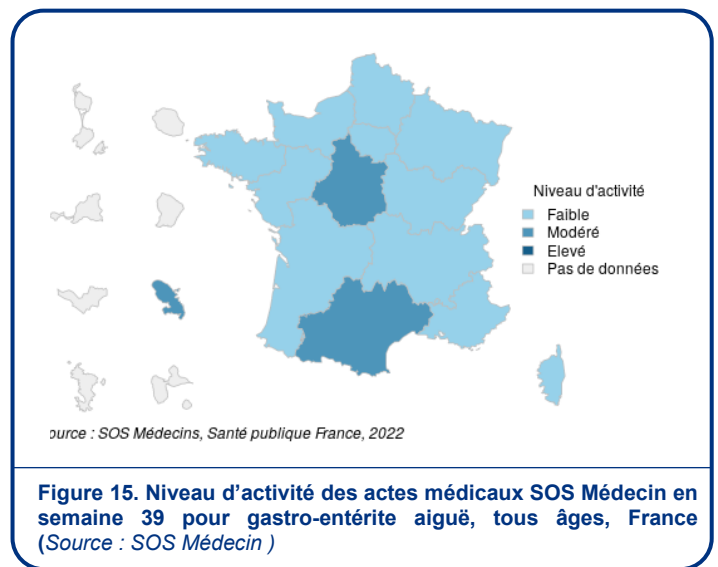 Niveau d'activité
Faible
Modéré
Elevé
Pas de données
ource : SOS Médecins, Santé publique France, 2022
Figure 15. Niveau d'activité des actes médicaux SOS Médecin en
semaine 39 pour gastro-entérite aiguë, tous âges, France
(Source : SOS Médecin )